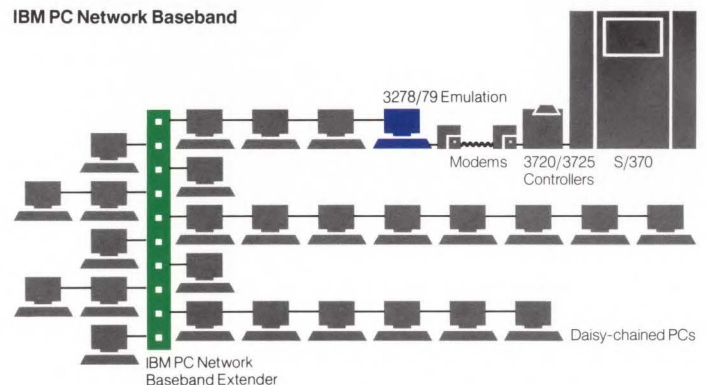 IBM PC Network Baseband
3278/79 Emulation
Modems
3720/3725
Controllers
S/370
Daisy-chained PCs
IBM PC Network
Baseband Extender